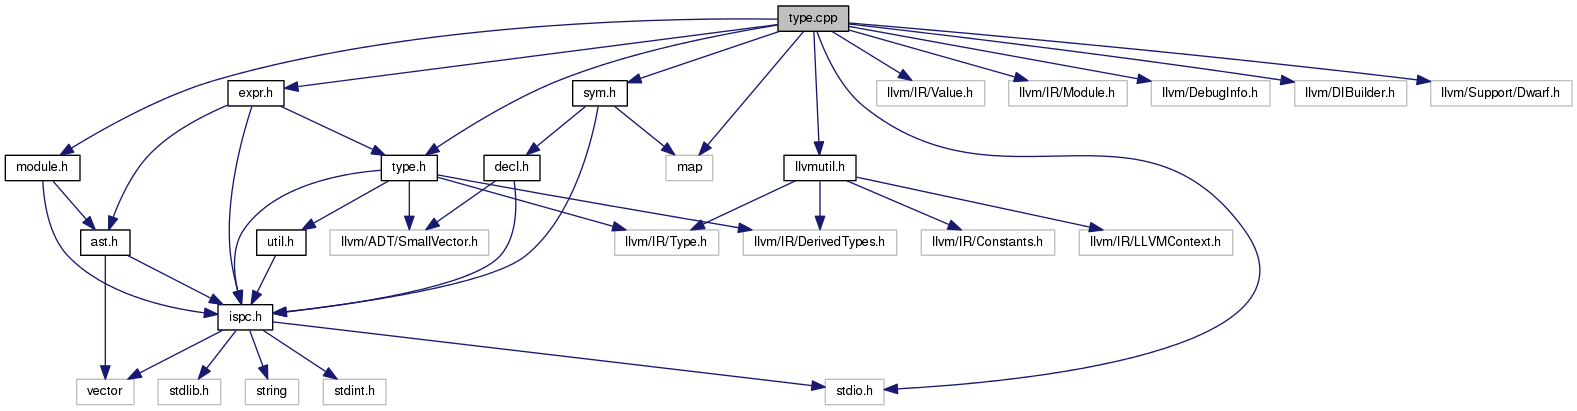 type.cpp
expr.h
sym.h
llvm/IR/Value.h
llvm/IR/Module.h
llvm/DebugInfo.h
llvm/DIBuilder.h
llvm/Support/Dwarf.h
module.h
type.h
decl.h
map
llvmutil.h
ast.h
util.h
llvm/ADT/SmallVector.h
llvm/IR/Type.h
llvm/IR/DerivedTypes.h
llvm/IR/Constants.h
llvm/IR/LLVMContext.h
ispc.h
vector
stdlib.h
string
stdint.h
stdio.h